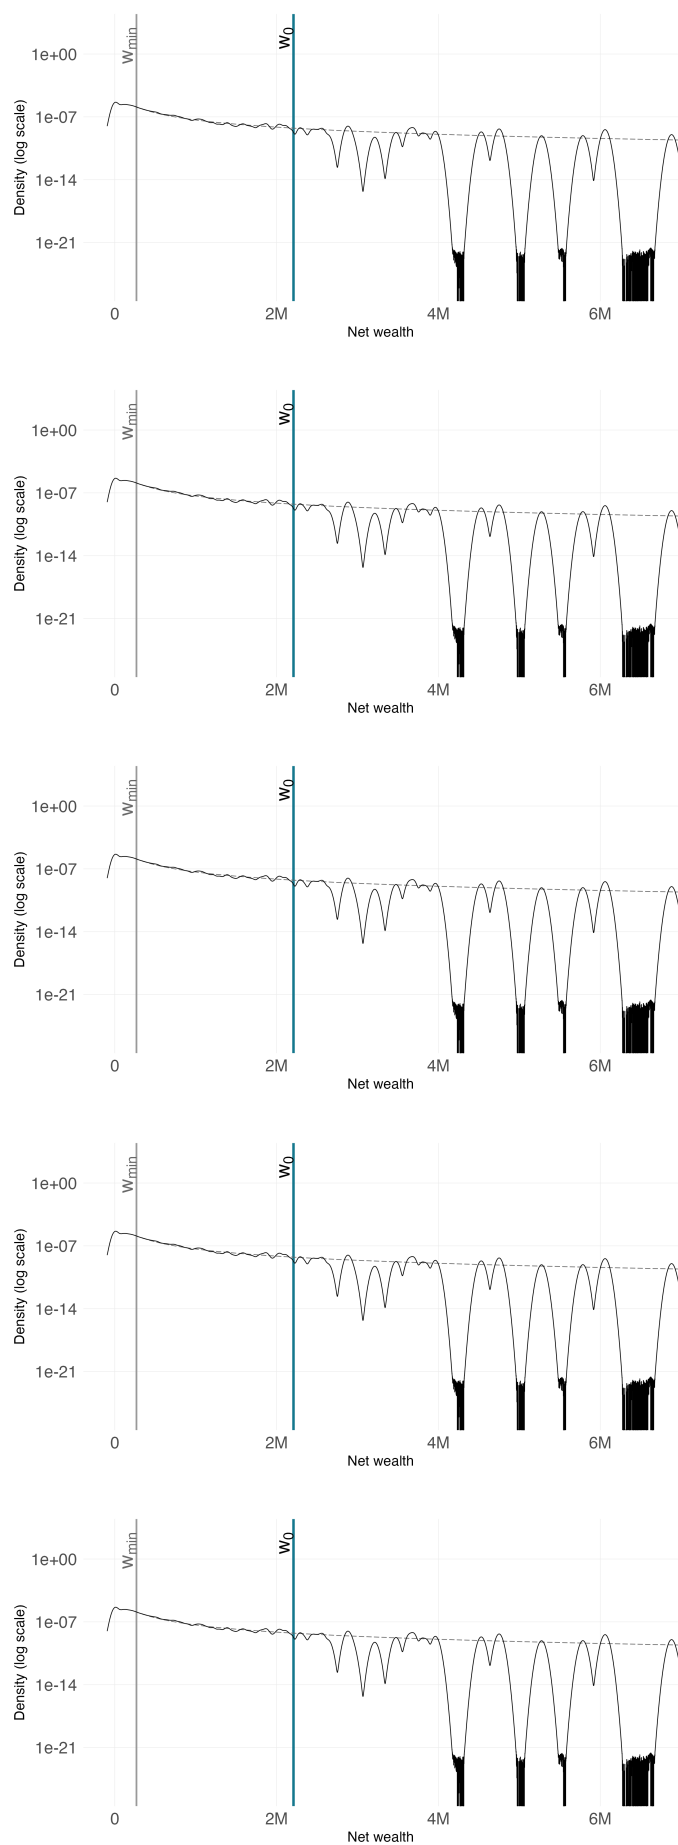 w_min w_0
1e+00
1e-07
1e-14
1e-21
Density (log scale)
0 2M 4M 6M
Net wealth
w_min w_0
1e+00
1e-07
1e-14
1e-21
Density (log scale)
0 2M 4M 6M
Net wealth
w_min w_0
1e+00
1e-07
1e-14
1e-21
Density (log scale)
0 2M 4M 6M
Net wealth
w_min w_0
1e+00
1e-07
1e-14
1e-21
Density (log scale)
0 2M 4M 6M
Net wealth
w_min w_0
1e+00
1e-07
1e-14
1e-21
Density (log scale)
0 2M 4M 6M
Net wealth